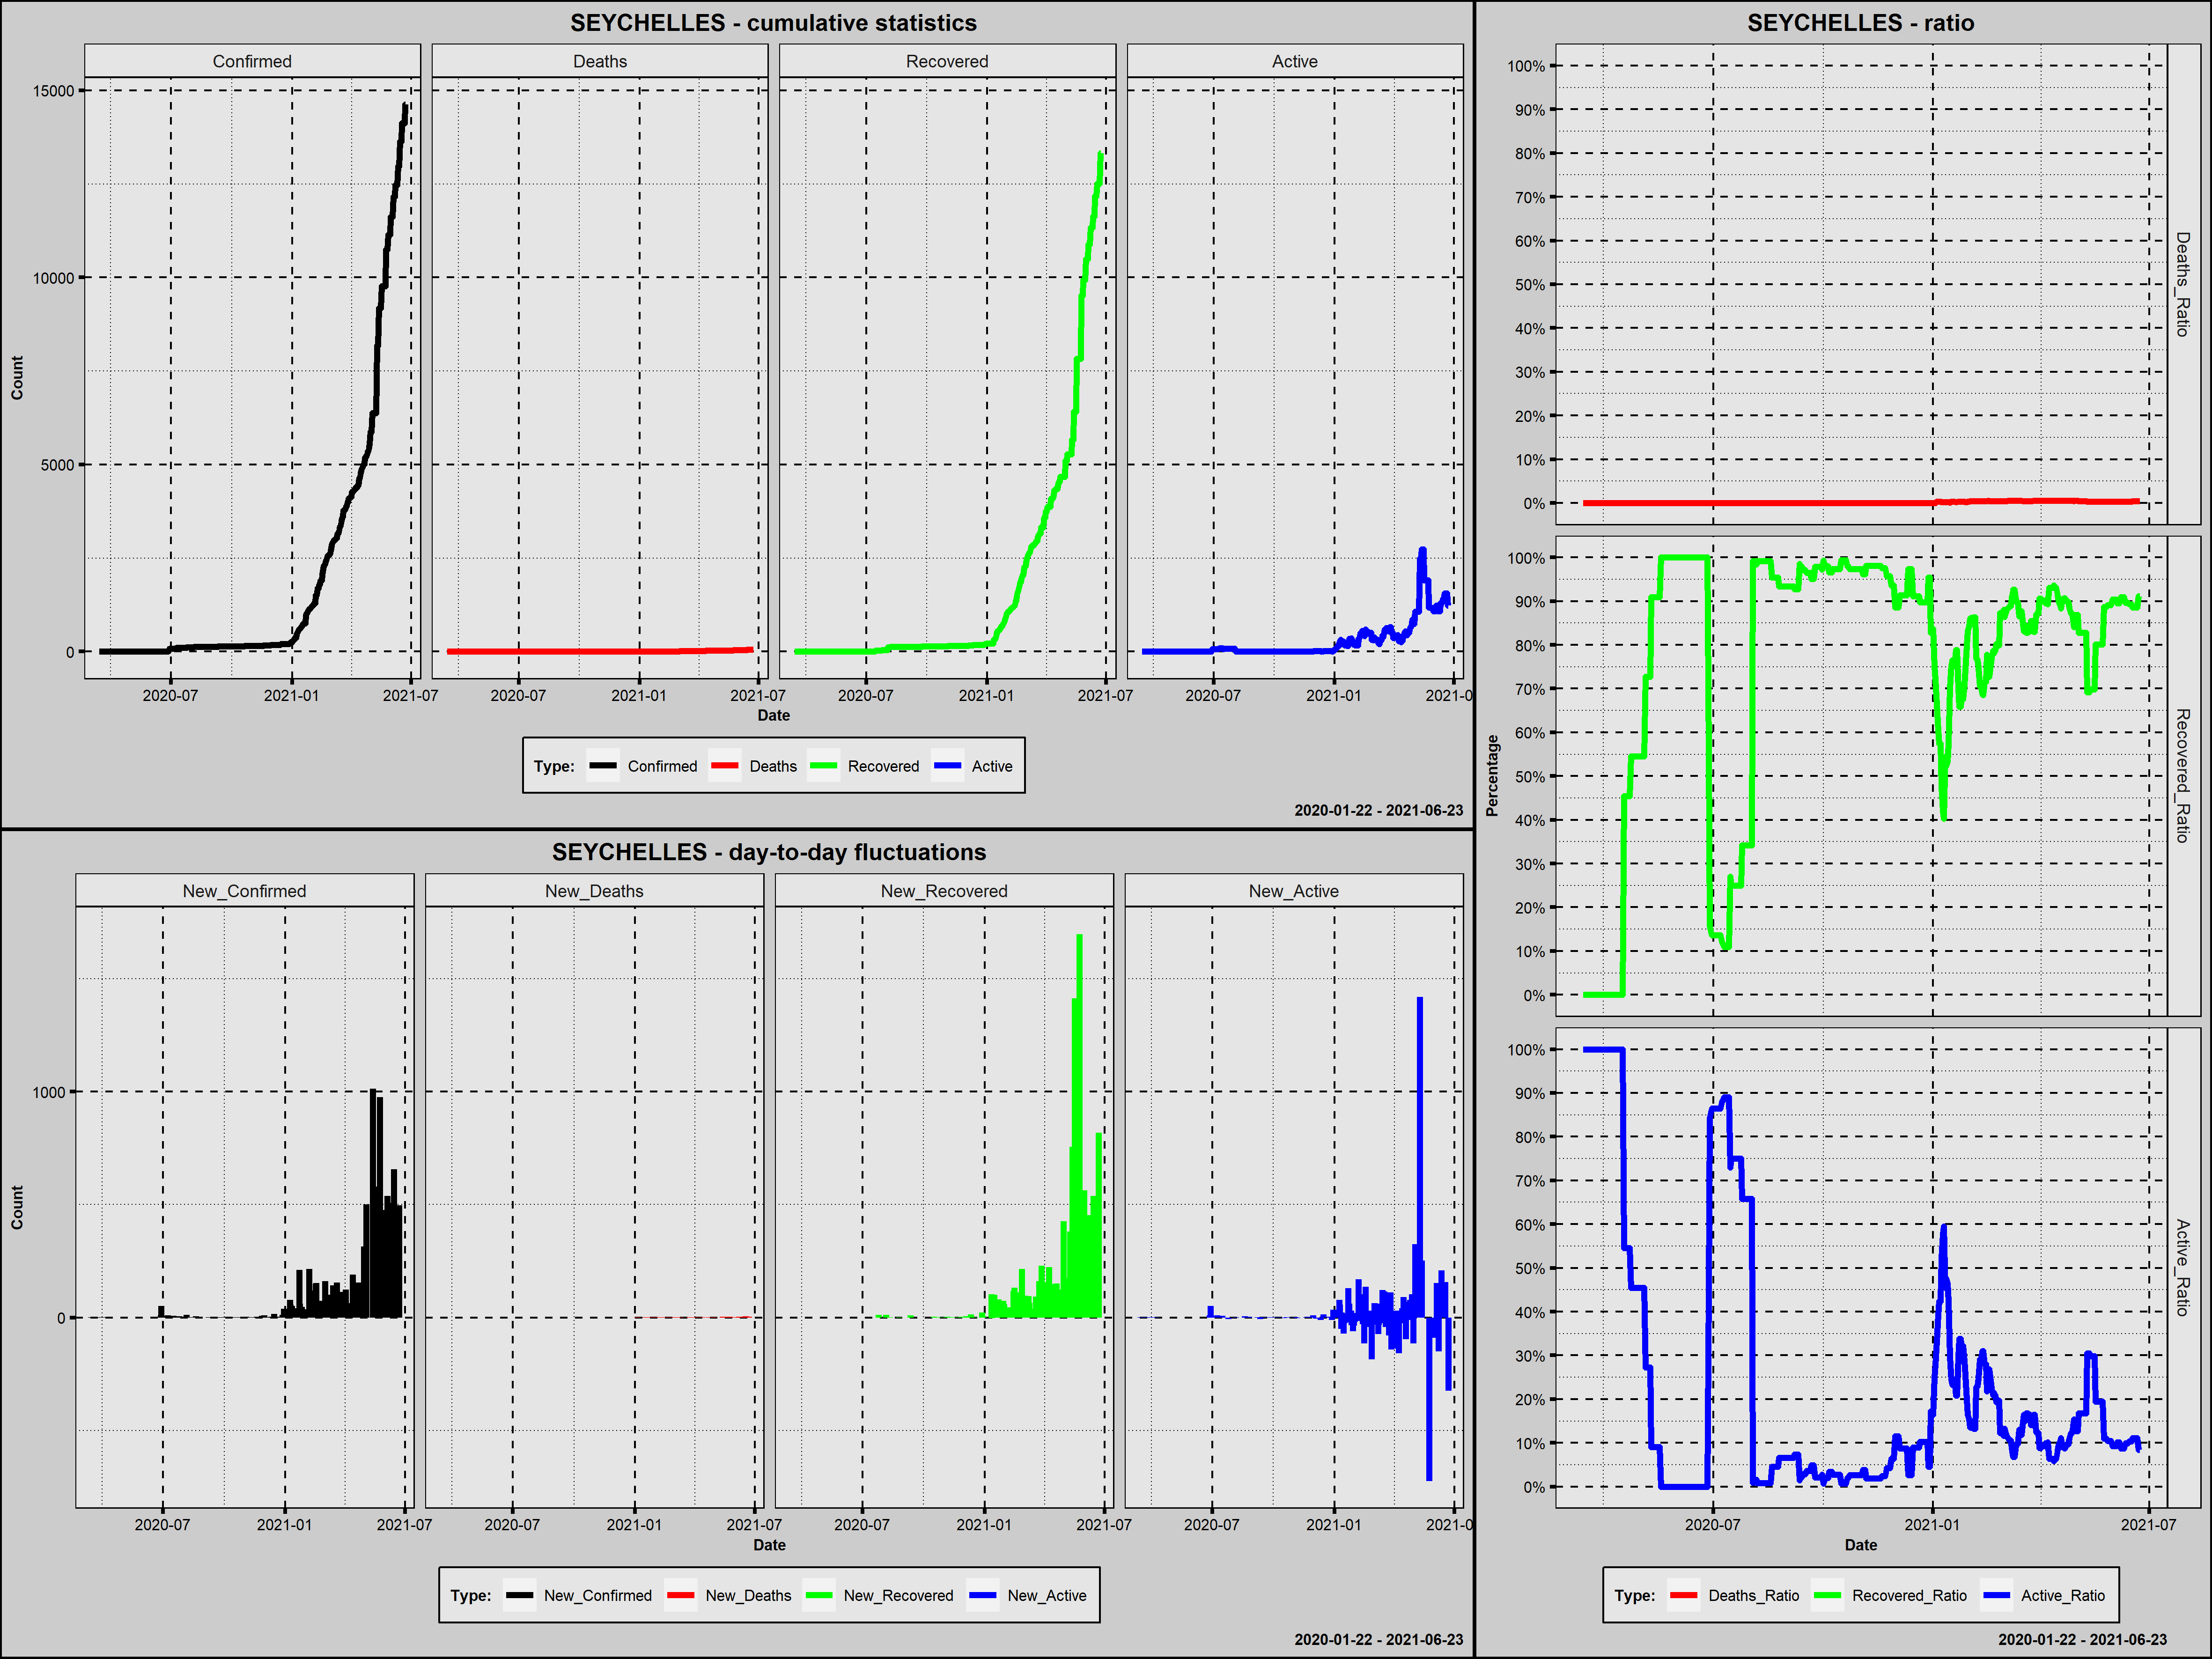 SEYCHELLES - cumulative statistics
Confirmed Deaths Recovered Active
15000
10000
5000
0
Count
2020-07 2021-01 2021-07 2020-07 2021-01 2021-07 2020-07 2021-01 2021-07 2020-07 2021-01 2021-0
Date
Type: Confirmed Deaths Recovered Active
2020-01-22 - 2021-06-23
SEYCHELLES - day-to-day fluctuations
New_Confirmed New_Deaths New_Recovered New_Active
1000
0
Count
2020-07 2021-01 2021-07 2020-07 2021-01 2021-07 2020-07 2021-01 2021-07 2020-07 2021-01 2021-0
Date
Type: New_Confirmed New_Deaths New_Recovered New_Active
2020-01-22 - 2021-06-23
SEYCHELLES - ratio
100%
90%
80%
70%
60%
50%
40%
30%
20%
10%
0%
Deaths_Ratio
100%
90%
80%
70%
60%
50%
40%
30%
20%
10%
0%
Recovered_Ratio
Percentage
100%
90%
80%
70%
60%
50%
40%
30%
20%
10%
0%
Active_Ratio
2020-07 2021-01 2021-07
Date
Type: Deaths_Ratio Recovered_Ratio Active_Ratio
2020-01-22 - 2021-06-23